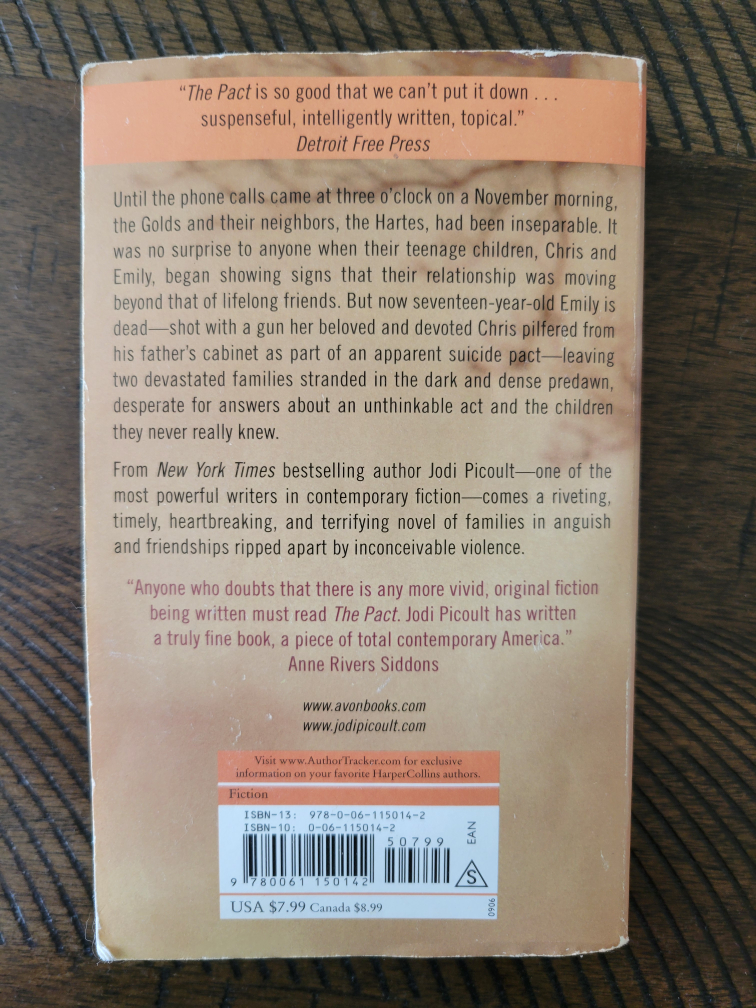 “The Pact is so good that we can’t put it down . . .
suspenseful, intelligently written, topical.”
Detroit Free Press
Until the phone calls came at three o’clock on a November morning,
the Golds and their neighbors, the Hartes, had been inseparable. It
was no surprise to anyone when their teenage children, Chris and
Emily, began showing signs that their relationship was moving
beyond that of lifelong friends. But now seventeen-year-old Emily is
dead—shot with a gun her beloved and devoted Chris pilfered from
his father’s cabinet as part of an apparent suicide pact—leaving
two devastated families stranded in the dark and dense predawn,
desperate for answers about an unthinkable act and the children
they never really knew.
From New York Times bestselling author Jodi Picoult—one of the
most powerful writers in contemporary fiction—comes a riveting,
timely, heartbreaking, and terrifying novel of families in anguish
and friendships ripped apart by inconceivable violence.
“Anyone who doubts that there is any more vivid, original fiction
being written must read The Pact. Jodi Picoult has written
a truly fine book, a piece of total contemporary America.”
Anne Rivers Siddons
www.avonbooks.com
www.jodipicoult.com
Visit www.AuthorTracker.com for exclusive
information on your favorite HarperCollins authors.
Fiction
ISBN-13: 978-0-06-115014-2
ISBN-10: 0-06-115014-2
50799
EAN
S
9 780061 150142
USA $7.99 Canada $8.99
0906